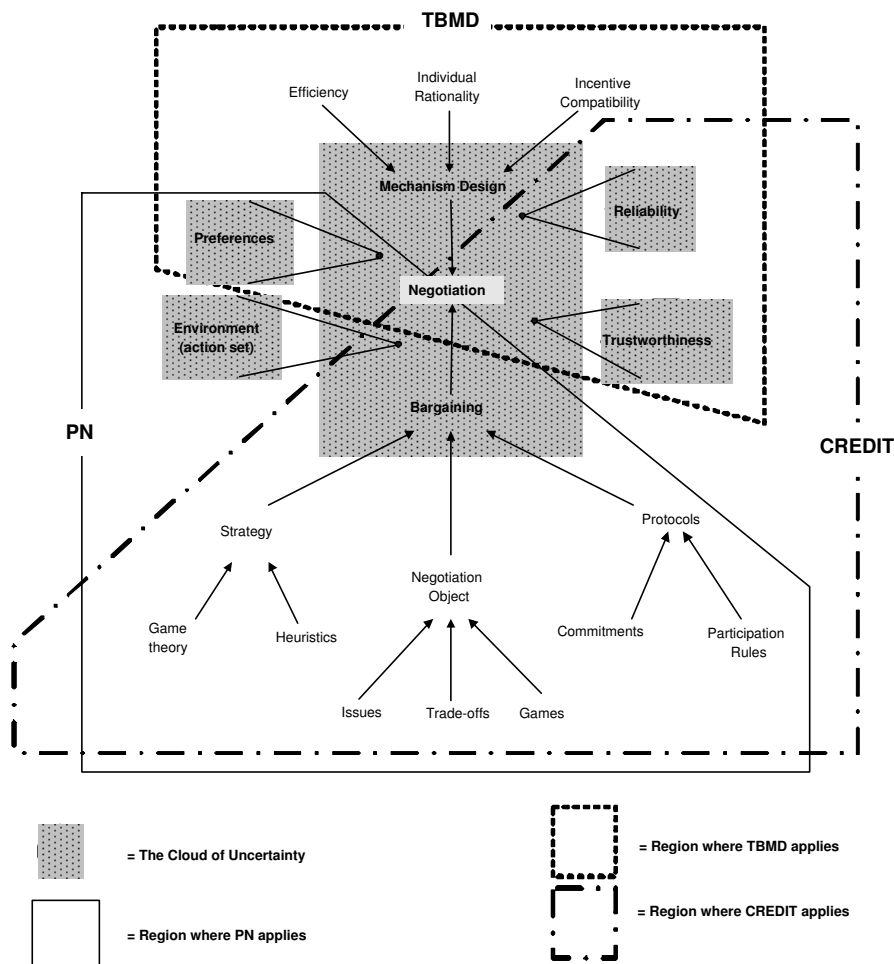 TBMD
Individual
Rationality
Efficiency
Incentive
Compatibility
Mechanism Design
Reliability
Preferences
Negotiation
Environment
(action set)
Trustworthiness
Bargaining
PN
CREDIT
Strategy
Protocols
Negotiation
Object
Game
theory
Heuristics
Commitments
Participation
Rules
Issues
Trade-offs
Games
= The Cloud of Uncertainty
= Region where TBMD applies
= Region where PN applies
= Region where CREDIT applies